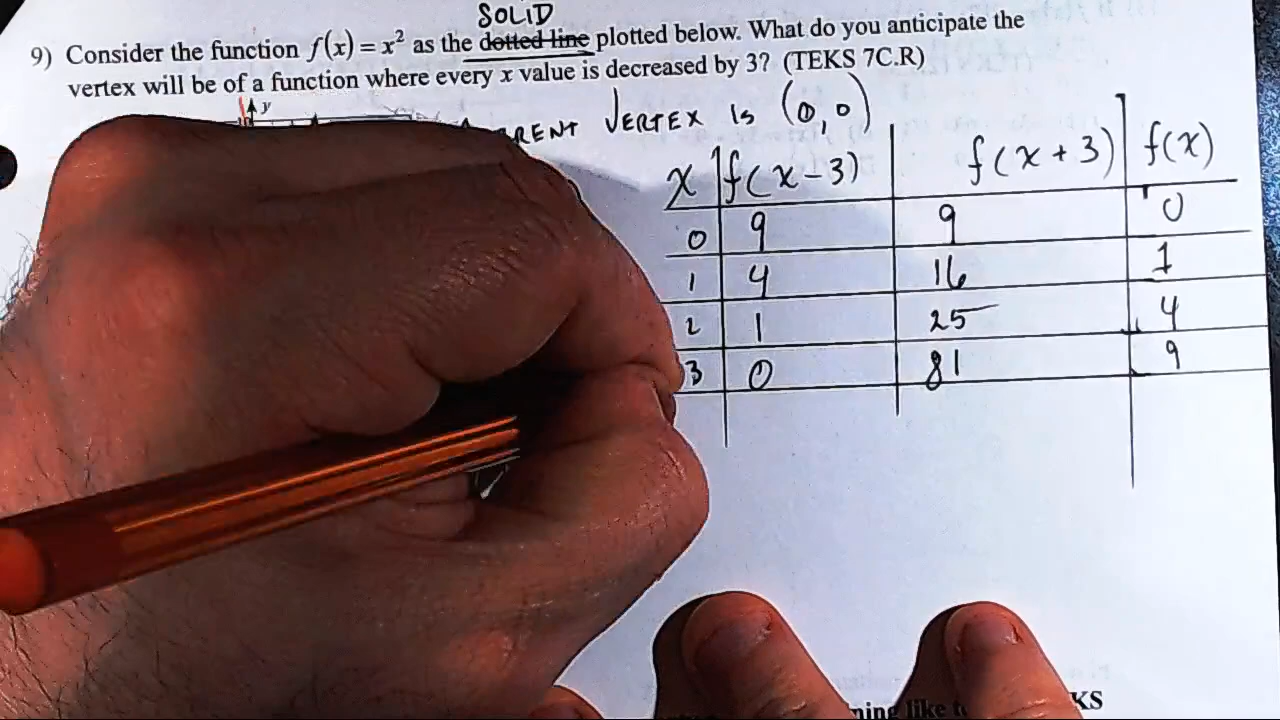 SOLID
9) Consider the function f(x) = x² as the dotted line plotted below. What do you anticipate the
vertex will be of a function where every x value is decreased by 3? (TEKS 7C.R)
y
VERTEX IS (0,0)
x f(x-3) f(x+3) f(x)
0 9 9 0
1 4 16 1
2 1 25 4
3 0 81 9
KS